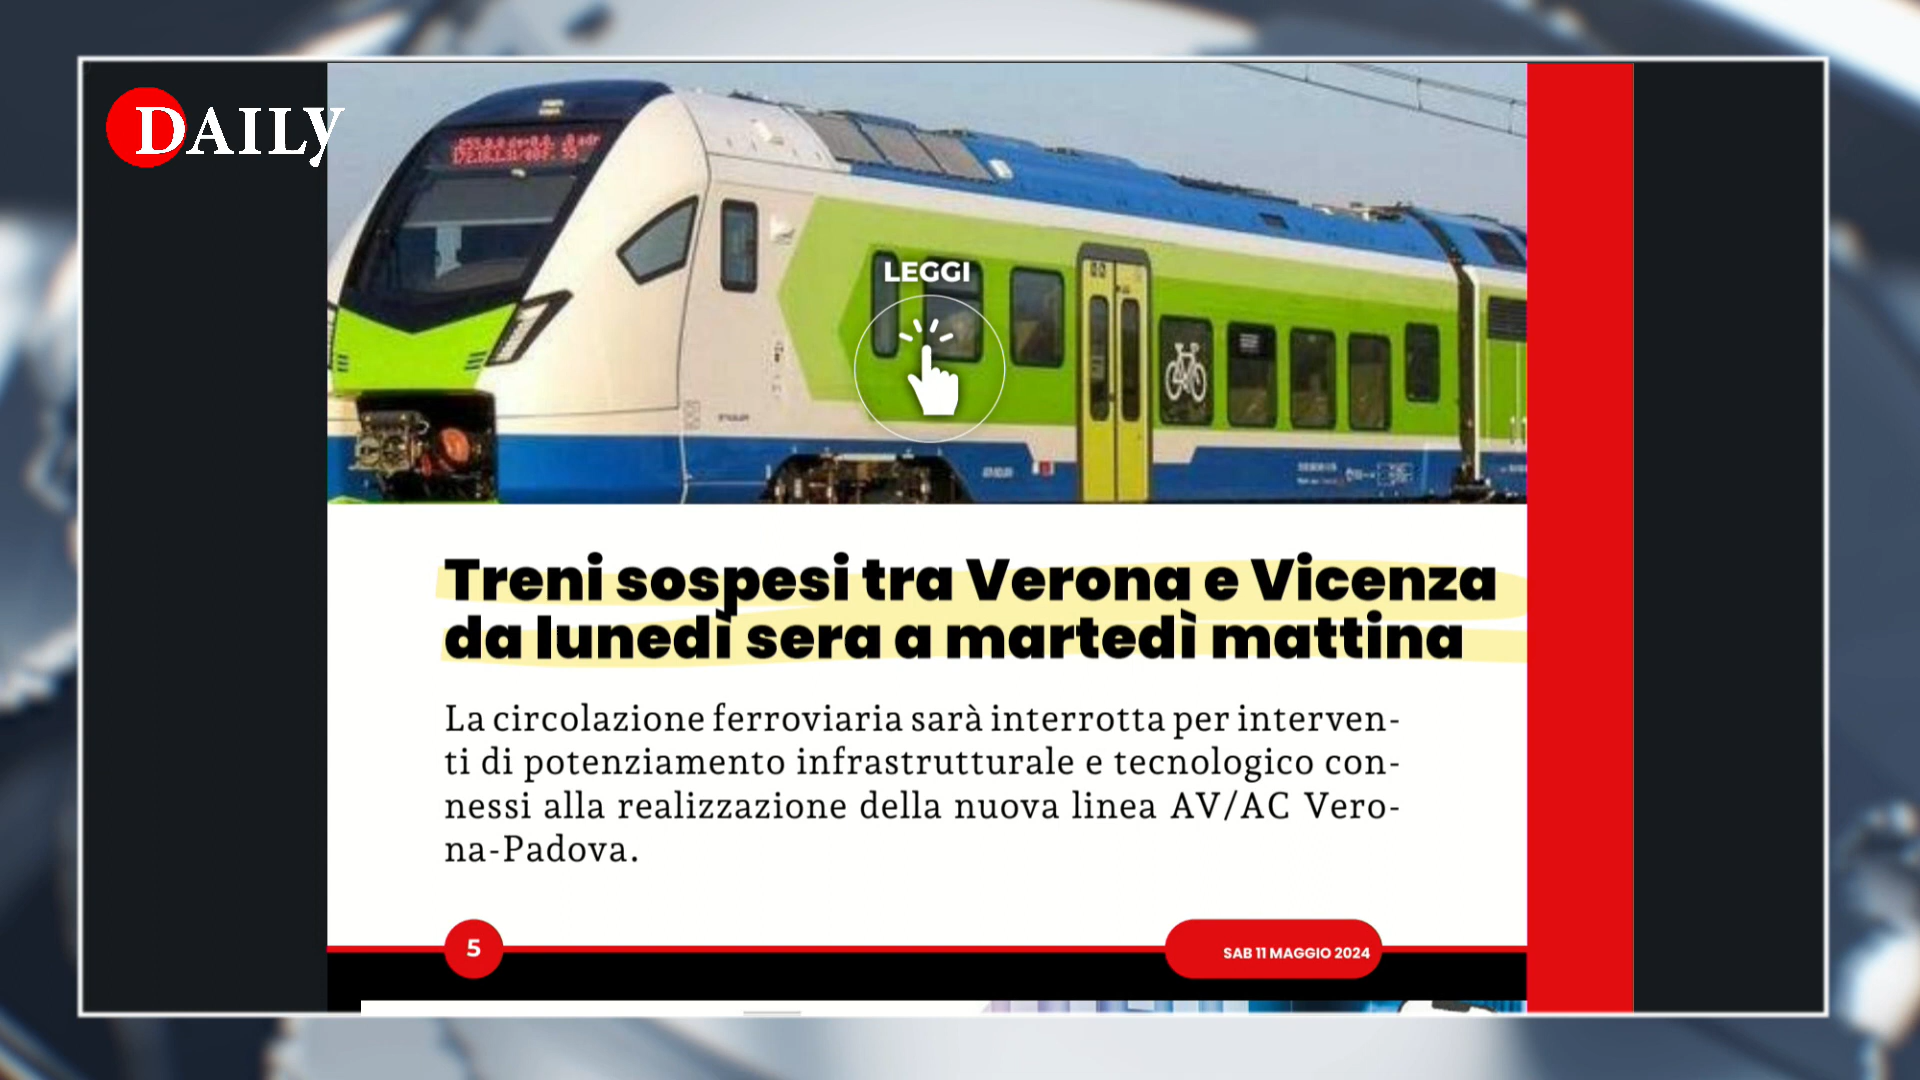 DAILY
LEGGI
Treni sospesi tra Verona e Vicenza
da lunedì sera a martedì mattina
La circolazione ferroviaria sarà interrotta per interven-
ti di potenziamento infrastrutturale e tecnologico con-
nessi alla realizzazione della nuova linea AV/AC Vero-
na-Padova.
5
SAB 11 MAGGIO 2024